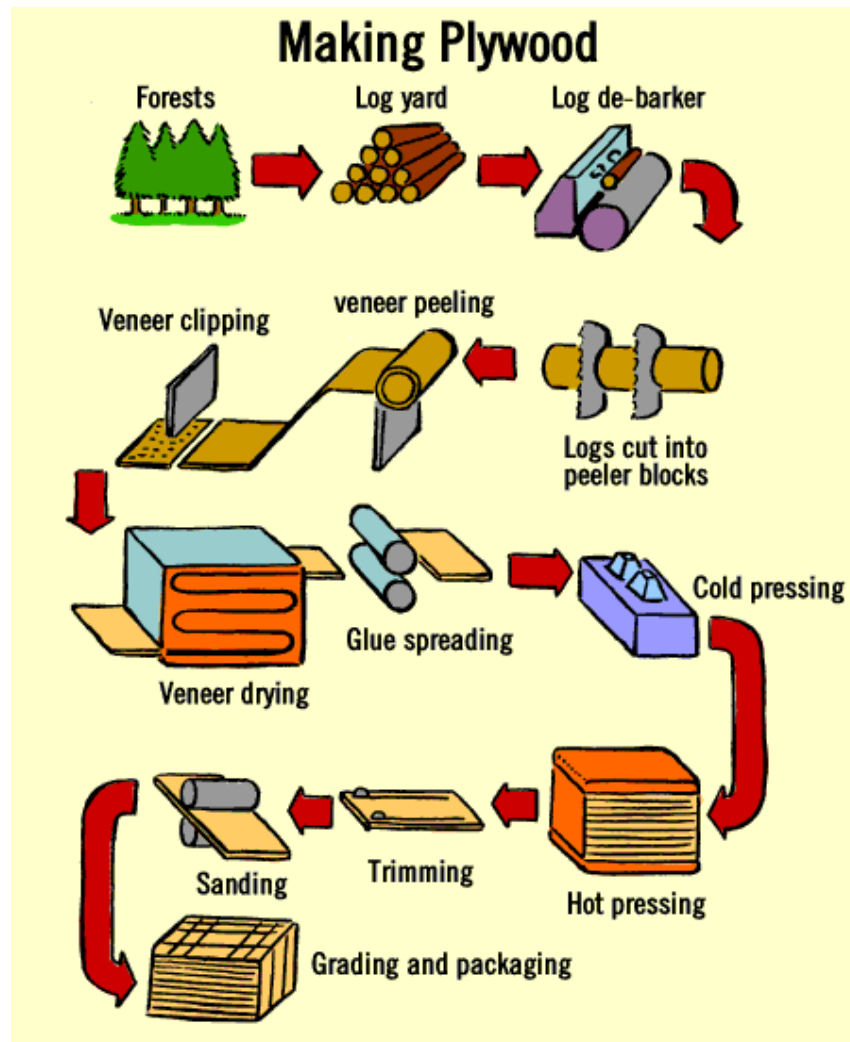 Making Plywood
Forests
Log yard
Log de-barker
Veneer clipping
veneer peeling
Logs cut into
peeler blocks
Veneer drying
Glue spreading
Cold pressing
Sanding
Trimming
Hot pressing
Grading and packaging